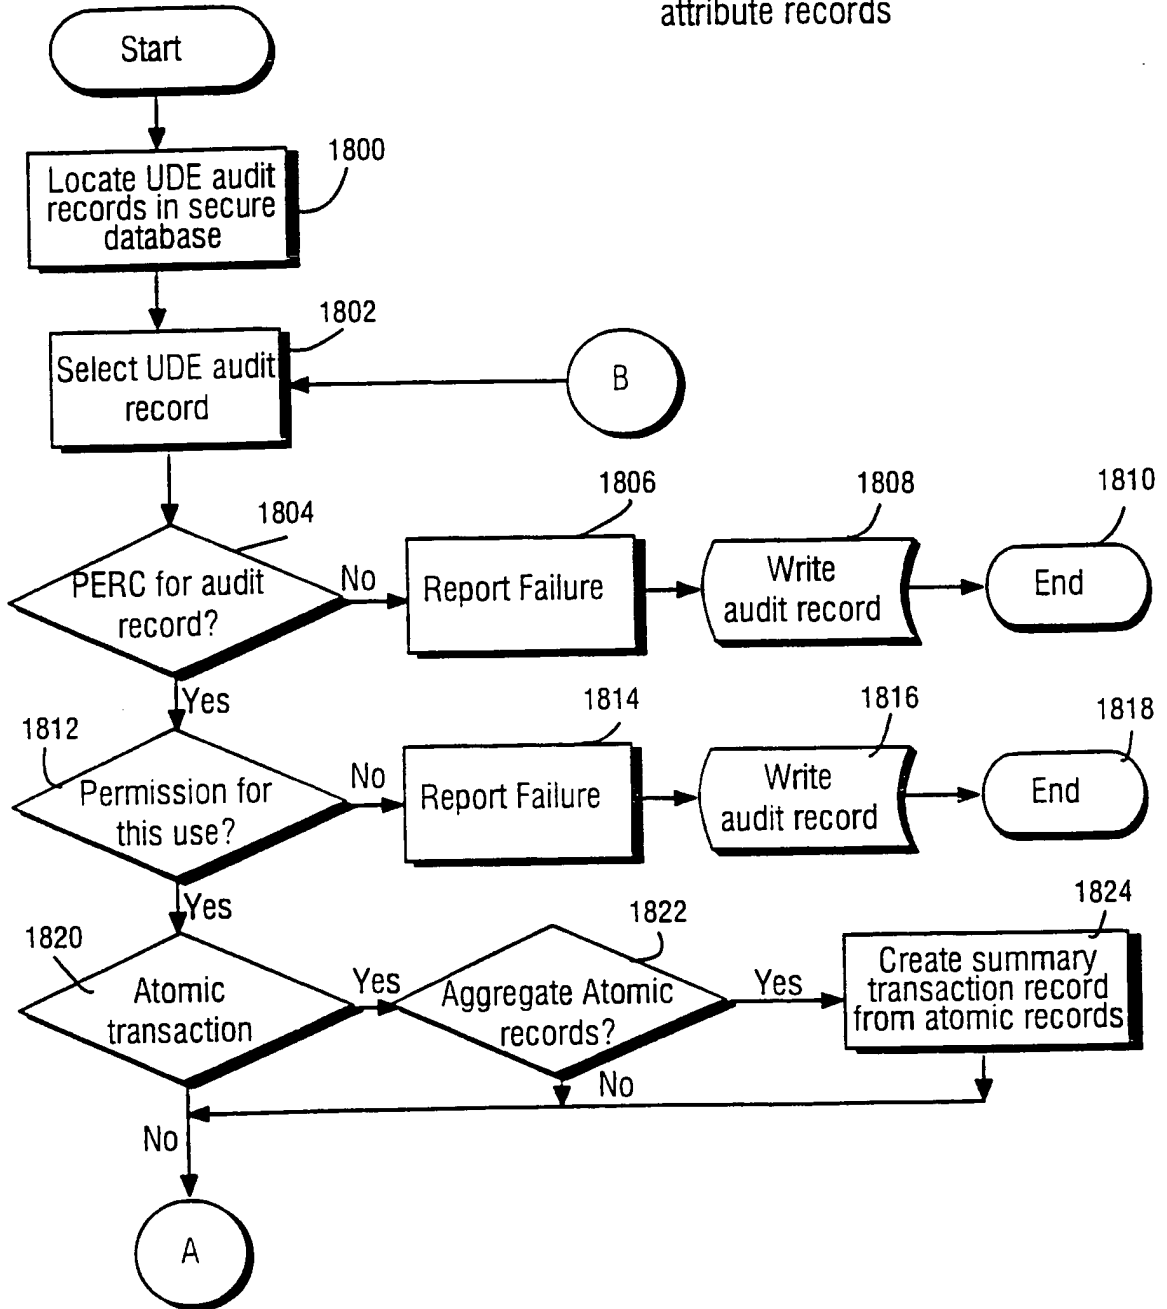 attribute records
Start
1800
Locate UDE audit
records in secure
database
1802
Select UDE audit
record
B
1804
PERC for audit
record?
No
1806
Report Failure
1808
Write
audit record
1810
End
Yes
1812
Permission for
this use?
No
1814
Report Failure
1816
Write
audit record
1818
End
Yes
1820
Atomic
transaction
Yes
1822
Aggregate Atomic
records?
Yes
1824
Create summary
transaction record
from atomic records
No
No
A